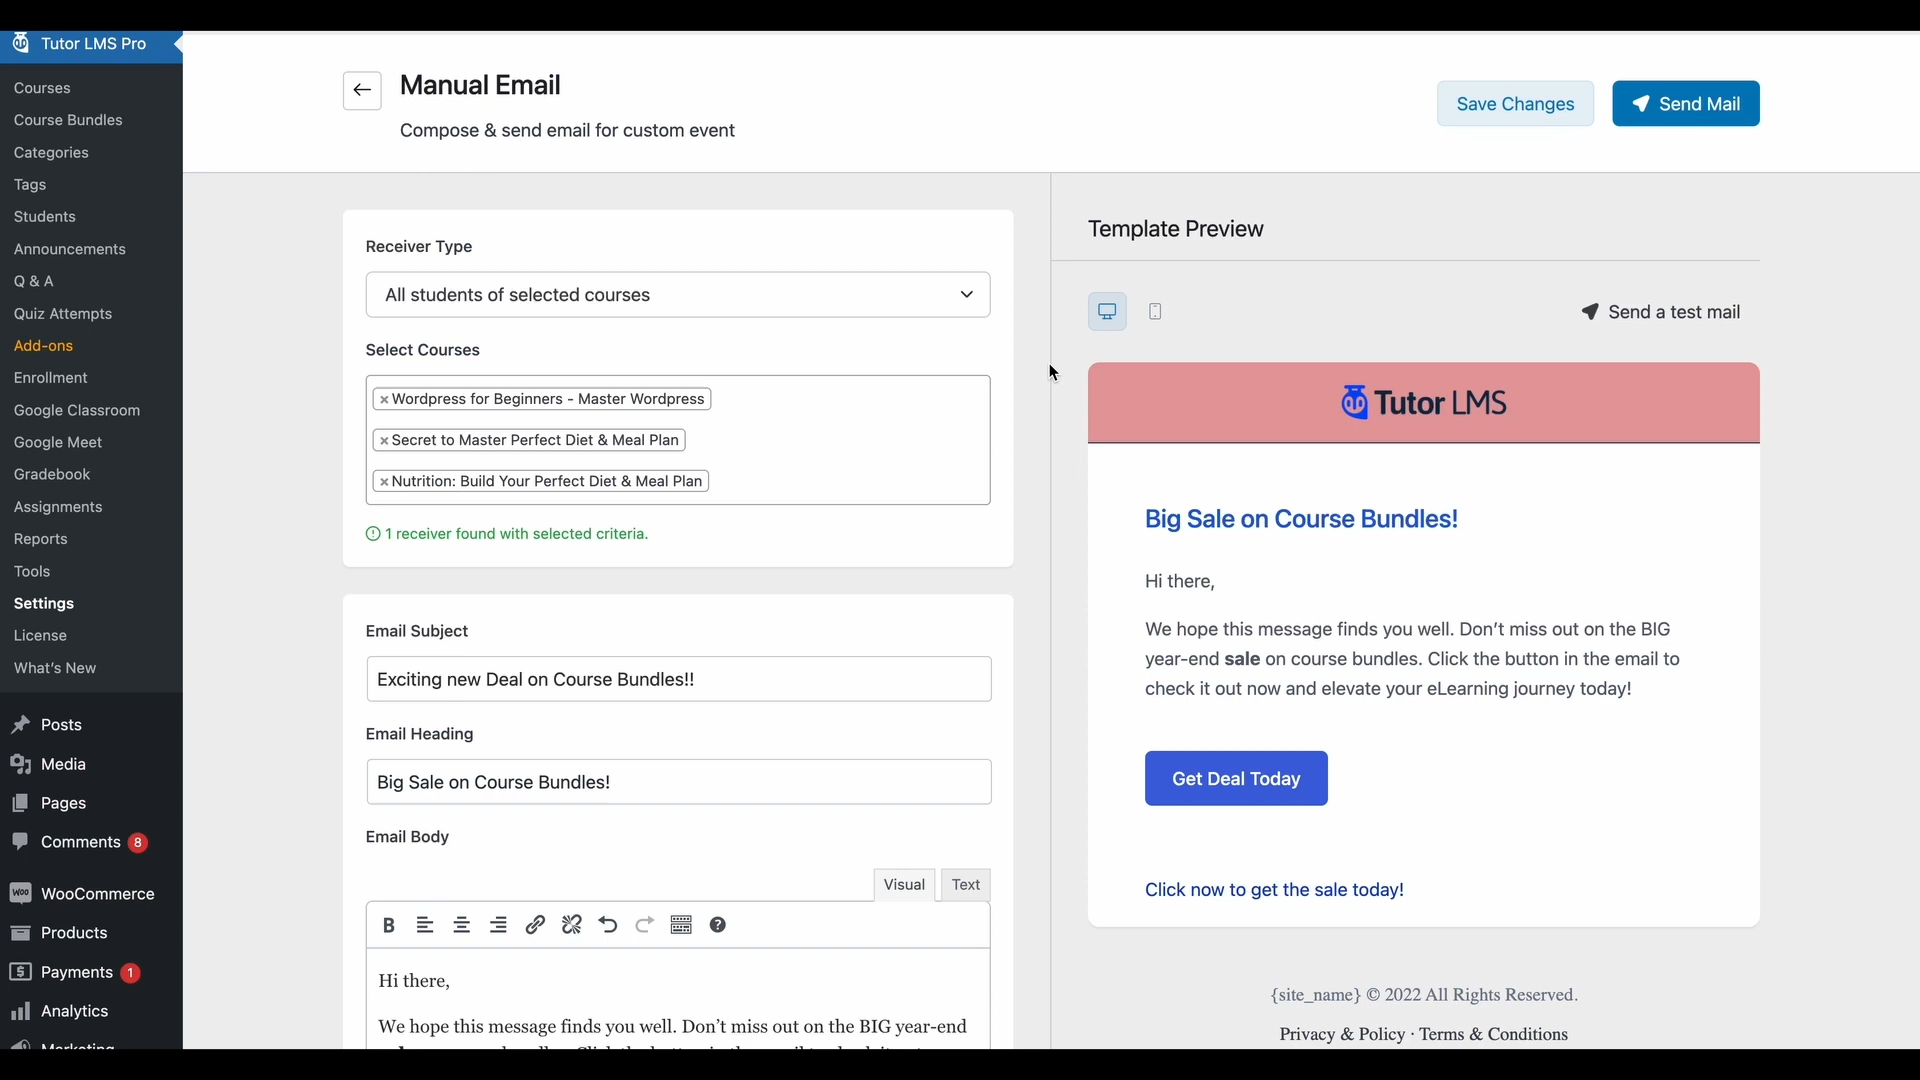 Tutor LMS Pro
Courses
Course Bundles
Categories
Tags
Students
Announcements
Q & A
Quiz Attempts
Add-ons
Enrollment
Google Classroom
Google Meet
Gradebook
Assignments
Reports
Tools
Settings
License
What's New
Posts
Media
Pages
Comments 8
WooCommerce
Products
Payments 1
Analytics
Marketing
Manual Email
Compose & send email for custom event
Save Changes
Send Mail
Receiver Type
All students of selected courses
Select Courses
× Wordpress for Beginners - Master Wordpress
× Secret to Master Perfect Diet & Meal Plan
× Nutrition: Build Your Perfect Diet & Meal Plan
1 receiver found with selected criteria.
Email Subject
Exciting new Deal on Course Bundles!!
Email Heading
Big Sale on Course Bundles!
Email Body
Visual
Text
B
Hi there,
We hope this message finds you well. Don't miss out on the BIG year-end
Template Preview
Send a test mail
Tutor LMS
Big Sale on Course Bundles!
Hi there,
We hope this message finds you well. Don't miss out on the BIG
year-end sale on course bundles. Click the button in the email to
check it out now and elevate your eLearning journey today!
Get Deal Today
Click now to get the sale today!
{site_name} © 2022 All Rights Reserved.
Privacy & Policy · Terms & Conditions